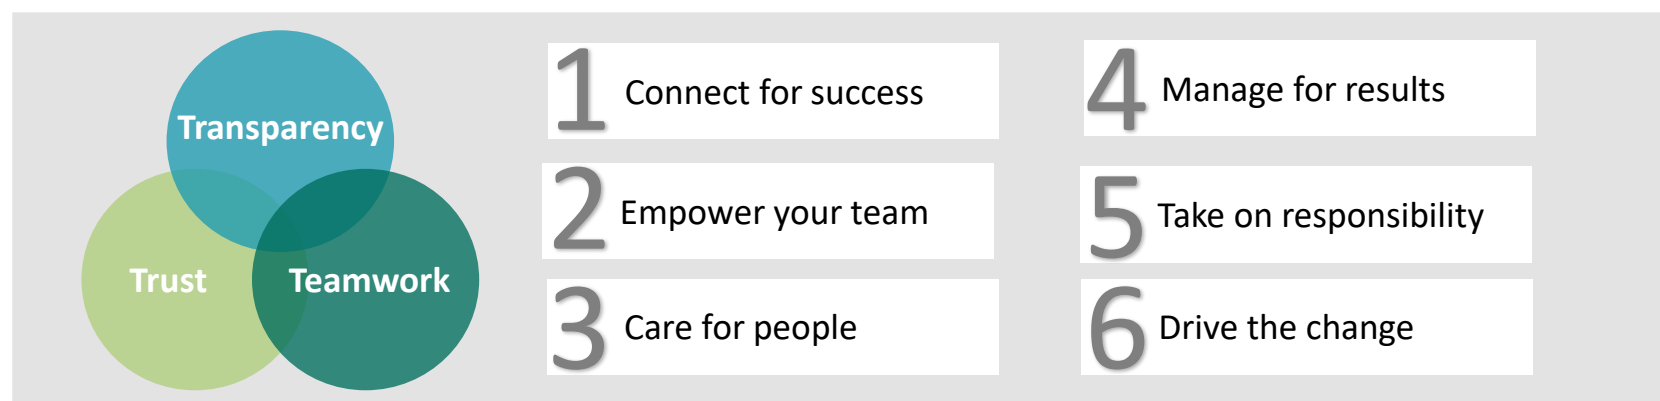 Transparency
Trust
Teamwork
1 Connect for success
2 Empower your team
3 Care for people
4 Manage for results
5 Take on responsibility
6 Drive the change